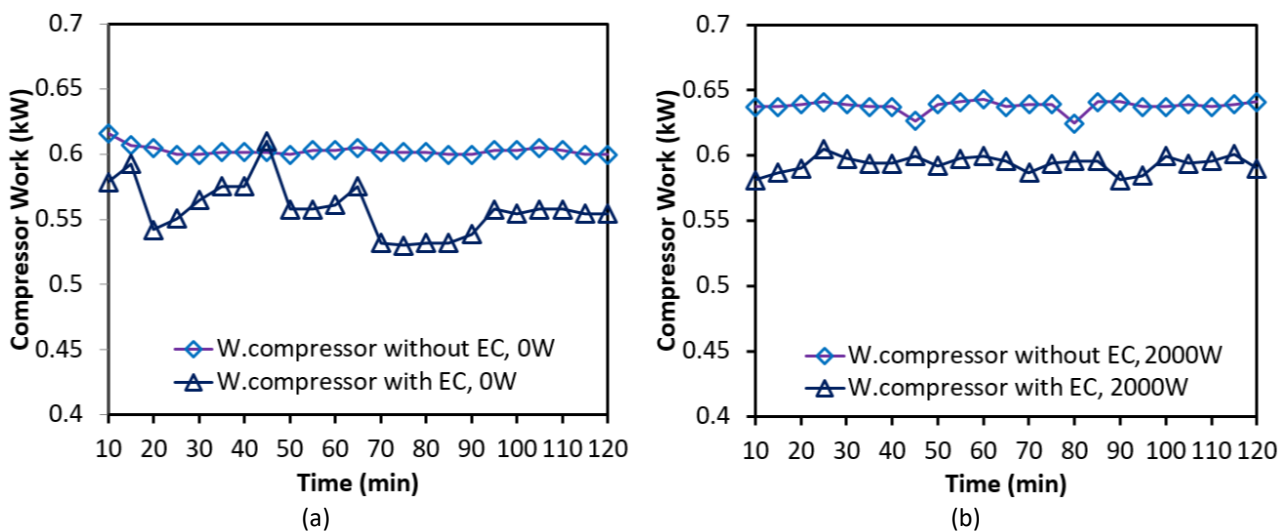 0.7
0.65
0.6
0.55
0.5
0.45
0.4
Compressor Work (kW)
W.compressor without EC, 0W
W.compressor with EC, 0W
10 20 30 40 50 60 70 80 90 100 110 120
Time (min)
(a)
0.7
0.65
0.6
0.55
0.5
0.45
0.4
Compressor Work (kW)
W.compressor without EC, 2000W
W.compressor with EC, 2000W
10 20 30 40 50 60 70 80 90 100 110 120
Time (min)
(b)